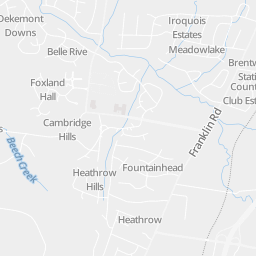 Dekemont
Downs
Iroquois
Estates
Belle Rive
Meadowlake
Foxland
Hall
Brentw
Stati
Count
Club Esta
Cambridge
Hills
Franklin Rd
Beech Creek
Fountainhead
Heathrow
Hills
Heathrow